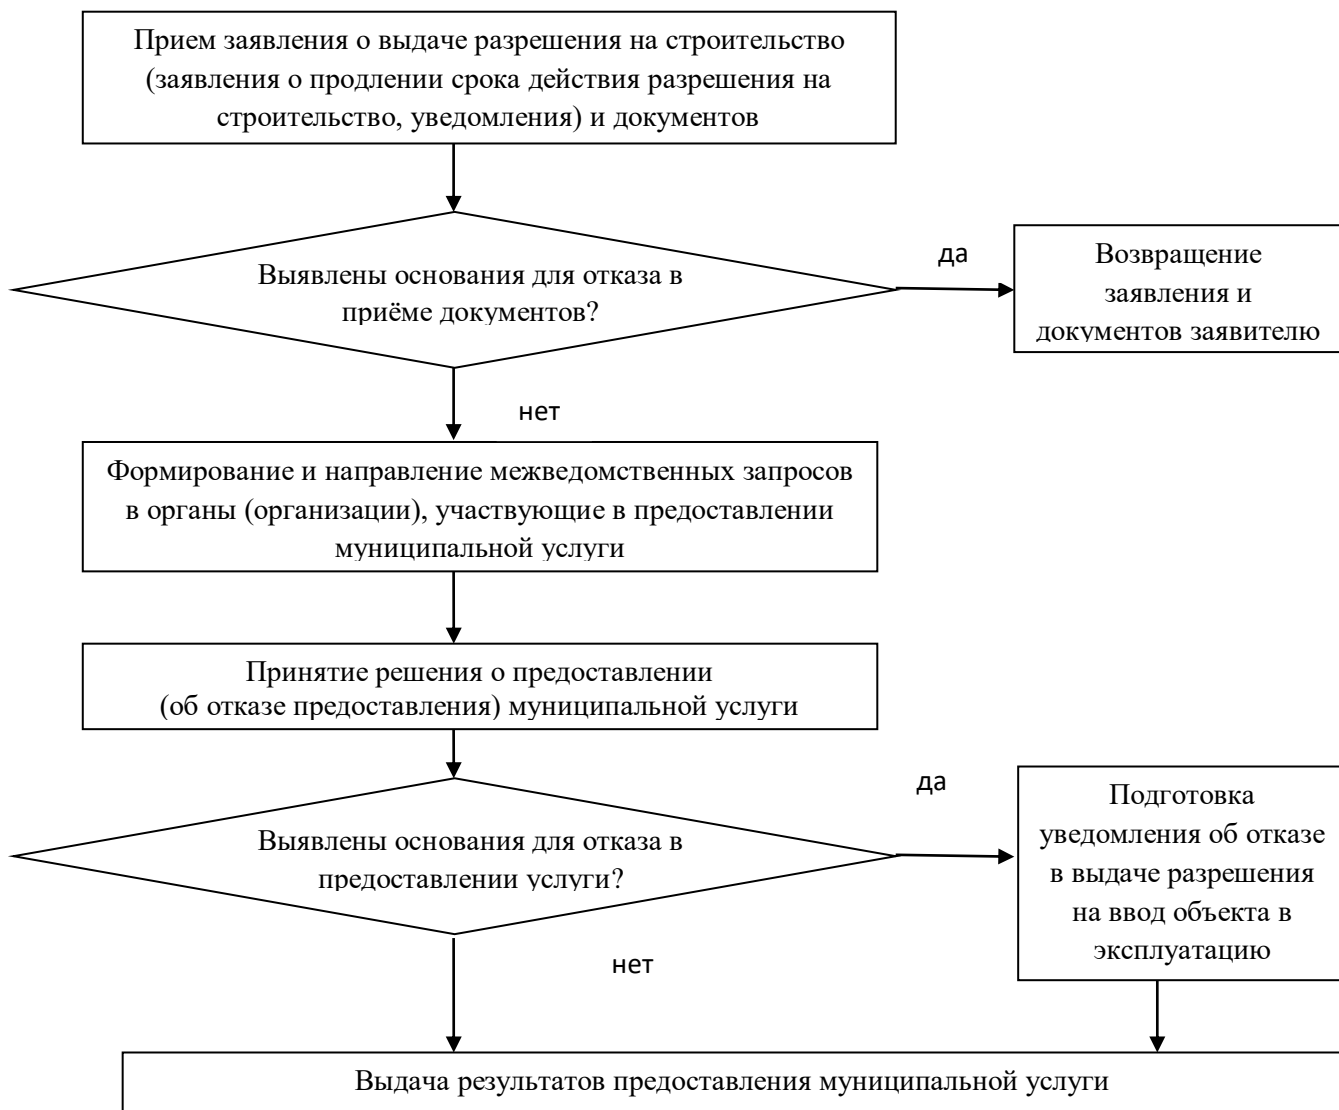 Прием заявления о выдаче разрешения на строительство
(заявления о продлении срока действия разрешения на
строительство, уведомления) и документов
Выявлены основания для отказа в
приёме документов?
да
Возвращение
заявления и
документов заявителю
нет
Формирование и направление межведомственных запросов
в органы (организации), участвующие в предоставлении
муниципальной услуги
Принятие решения о предоставлении
(об отказе предоставления) муниципальной услуги
Выявлены основания для отказа в
предоставлении услуги?
да
Подготовка
уведомления об отказе
в выдаче разрешения
на ввод объекта в
эксплуатацию
нет
Выдача результатов предоставления муниципальной услуги